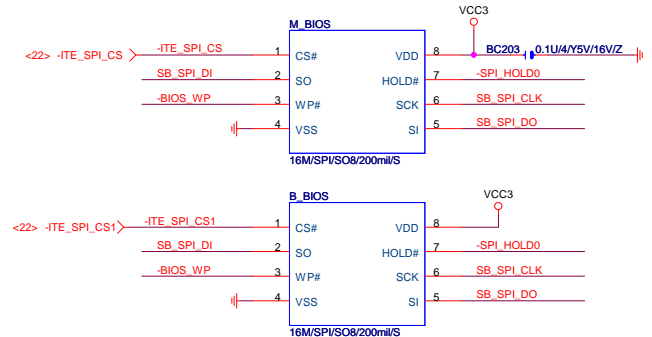 VCC3
M_BIOS
<22> -ITE_SPI_CS
-ITE_SPI_CS 1 CS# VDD 8 BC203 0.1U/4/Y5V/16V/Z
SB_SPI_DI 2 SO HOLD# 7 -SPI_HOLD0
-BIOS_WP 3 WP# SCK 6 SB_SPI_CLK
4 VSS SI 5 SB_SPI_DO
16M/SPI/SO8/200mil/S
VCC3
B_BIOS
<22> -ITE_SPI_CS1
-ITE_SPI_CS1 1 CS# VDD 8
SB_SPI_DI 2 SO HOLD# 7 -SPI_HOLD0
-BIOS_WP 3 WP# SCK 6 SB_SPI_CLK
4 VSS SI 5 SB_SPI_DO
16M/SPI/SO8/200mil/S